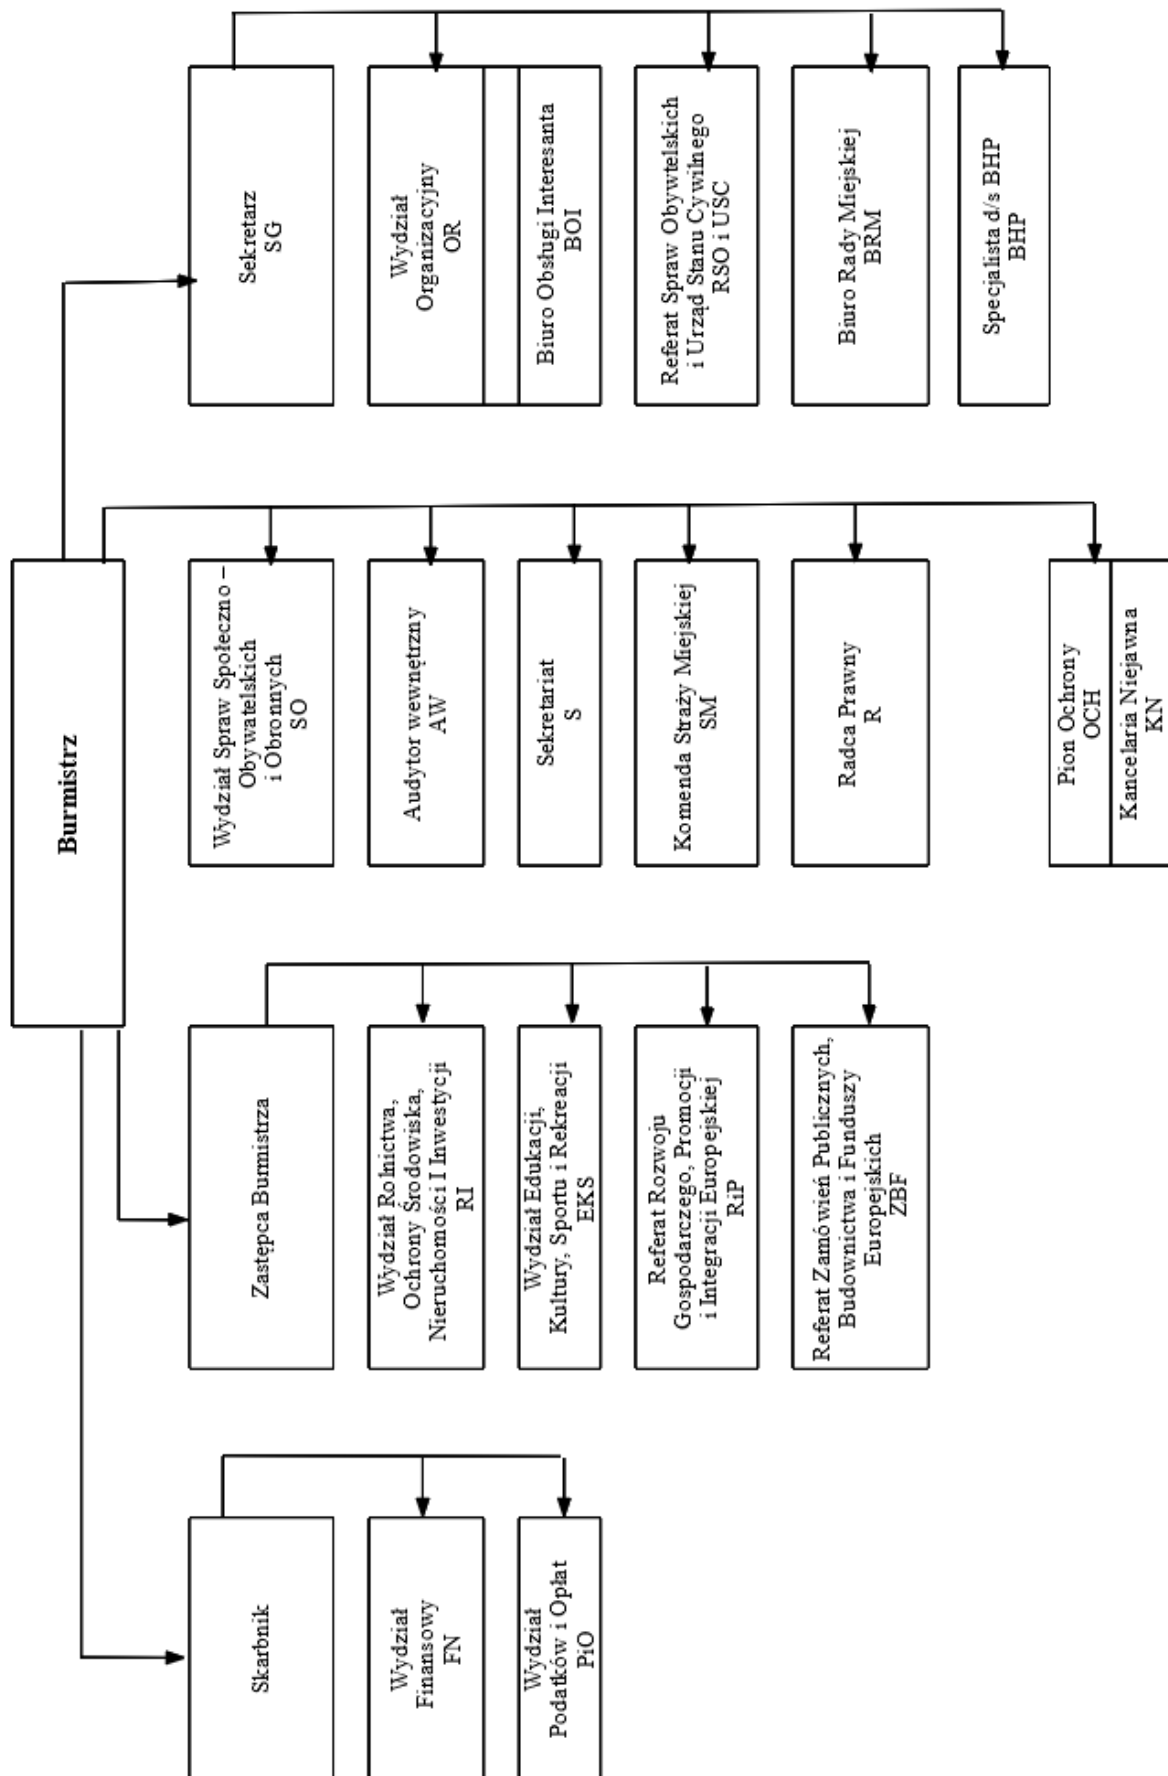 Burmistrz
Skarbnik
Wydział
Finansowy
FN
Wydział
Podatków i Opłat
PiO
Zastępca Burmistrza
Wydział Rolnictwa,
Ochrony Środowiska,
Nieruchomości I Inwestycji
RI
Wydział Edukacji,
Kultury, Sportu i Rekreacji
EKS
Referat Rozwoju
Gospodarczego, Promocji
i Integracji Europejskiej
RiP
Referat Zamówień Publicznych,
Budownictwa i Funduszy
Europejskich
ZBF
Wydział Spraw Społeczno –
Obywatelskich
i Obronnych
SO
Audytor wewnętrzny
AW
Sekretariat
S
Komenda Straży Miejskiej
SM
Radca Prawny
R
Pion Ochrony
OCH
Kancelaria Niejawna
KN
Sekretarz
SG
Wydział
Organizacyjny
OR
Biuro Obsługi Interesanta
BOI
Referat Spraw Obywtelskich
i Urząd Stanu Cywilnego
RSO i USC
Biuro Rady Miejskiej
BRM
Specjalista d/s BHP
BHP